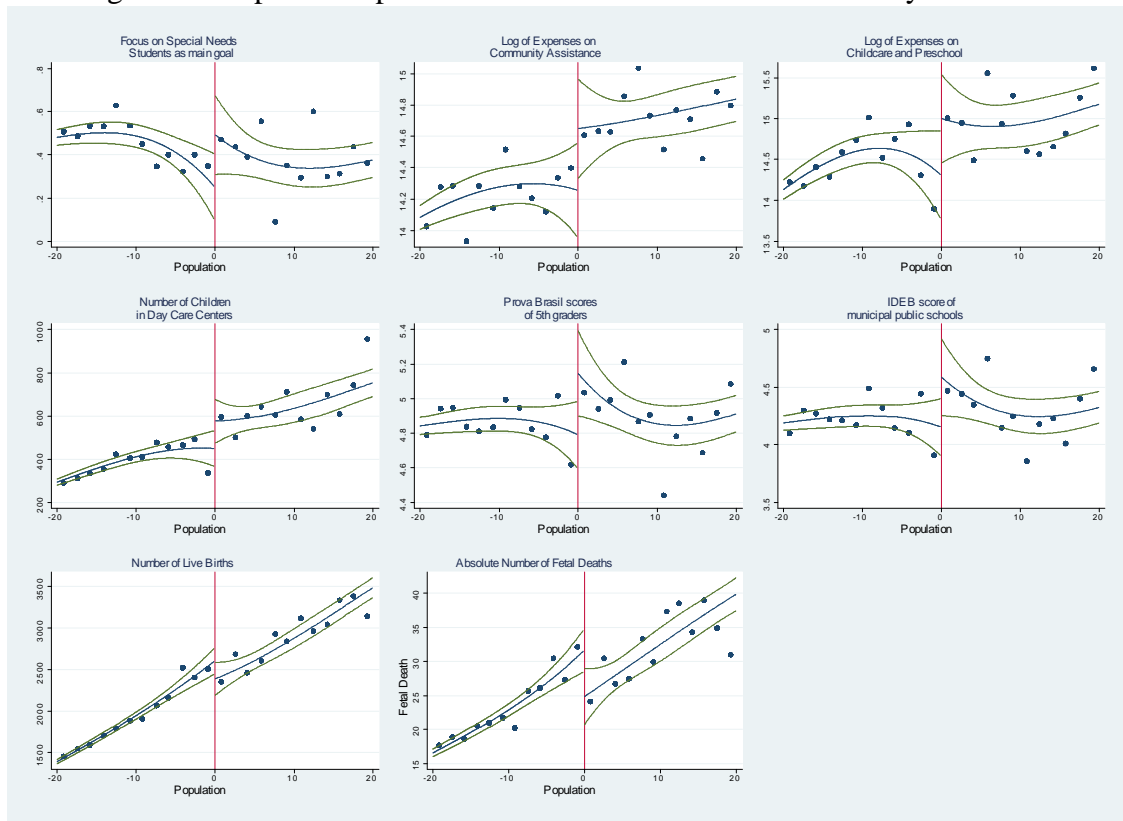 Focus on Special Needs
Students as main goal
.8
.6
.4
.2
0
-20 -10 0 10 20
Population
Log of Expenses on
Community Assistance
15
14.8
14.6
14.4
14.2
14
-20 -10 0 10 20
Population
Log of Expenses on
Childcare and Preschool
15.5
15
14.5
14
13.5
-20 -10 0 10 20
Population
Number of Children
in Day Care Centers
1000
800
600
400
200
-20 -10 0 10 20
Population
Prova Brasil scores
of 5th graders
5.4
5.2
5
4.8
4.6
4.4
-20 -10 0 10 20
Population
IDEB score of
municipal public schools
5
4.5
4
3.5
-20 -10 0 10 20
Population
Number of Live Births
3500
3000
2500
2000
1500
-20 -10 0 10 20
Population
Absolute Number of Fetal Deaths
Fetal Death
40
35
30
25
20
15
-20 -10 0 10 20
Population